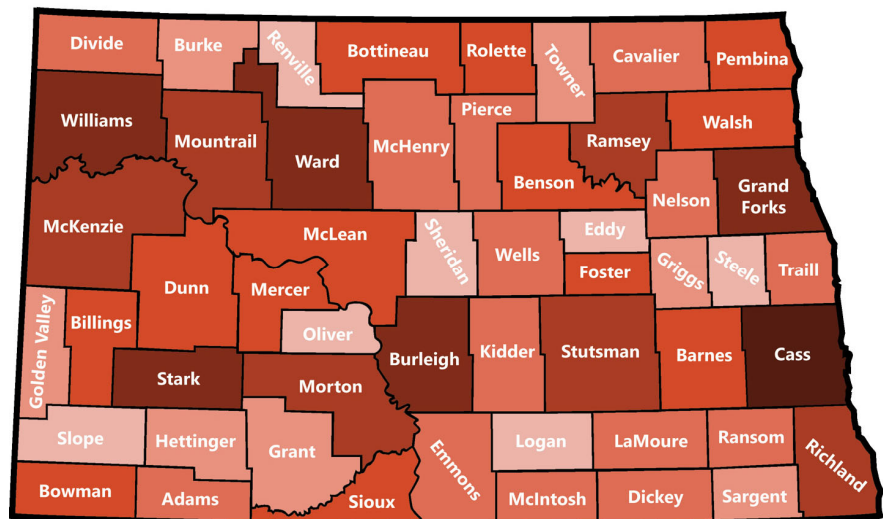 Divide
Burke
Renville
Bottineau
Rolette
Towner
Cavalier
Pembina
Williams
Mountrail
Ward
McHenry
Pierce
Benson
Ramsey
Walsh
McKenzie
McLean
Sheridan
Wells
Eddy
Foster
Nelson
Grand
Forks
Griggs
Steele
Traill
Golden Valley
Billings
Dunn
Mercer
Oliver
Burleigh
Kidder
Stutsman
Barnes
Cass
Stark
Morton
Slope
Hettinger
Grant
Emmons
Logan
LaMoure
Ransom
Richland
Bowman
Adams
Sioux
McIntosh
Dickey
Sargent